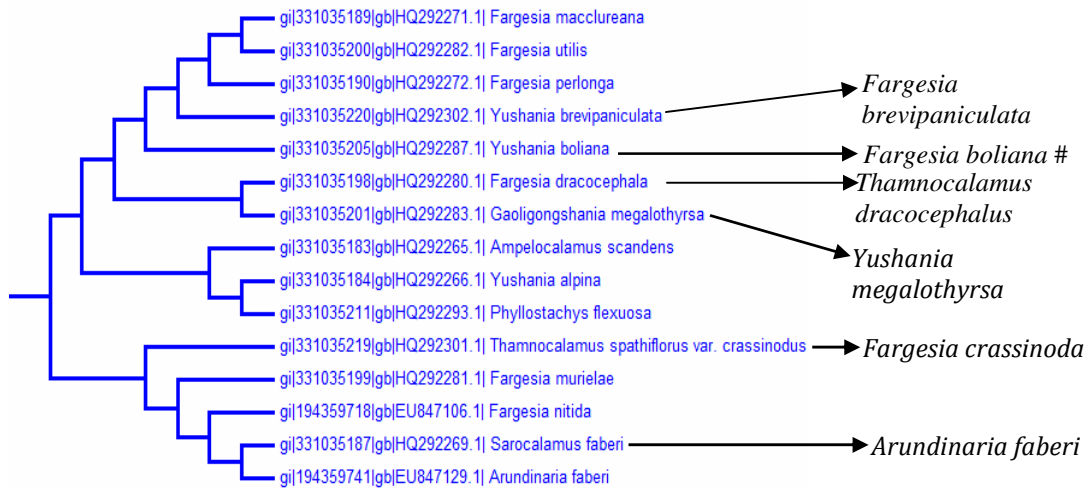 gi|331035189|gb|HQ292271.1| Fargesia macclureana
gi|331035200|gb|HQ292282.1| Fargesia utilis
gi|331035190|gb|HQ292272.1| Fargesia perlonga
gi|331035220|gb|HQ292302.1| Yushania brevipaniculata
Fargesia
brevipaniculata
gi|331035205|gb|HQ292287.1| Yushania boliana
Fargesia boliana #
gi|331035198|gb|HQ292280.1| Fargesia dracocephala
Thamnocalamus
dracocephalus
gi|331035201|gb|HQ292283.1| Gaoligongshania megalothyrsa
Yushania
megalothyrsa
gi|331035183|gb|HQ292265.1| Ampelocalamus scandens
gi|331035184|gb|HQ292266.1| Yushania alpina
gi|331035211|gb|HQ292293.1| Phyllostachys flexuosa
gi|331035219|gb|HQ292301.1| Thamnocalamus spathiflorus var. crassinodus
Fargesia crassinoda
gi|331035199|gb|HQ292281.1| Fargesia murielae
gi|194359718|gb|EU847106.1| Fargesia nitida
gi|331035187|gb|HQ292269.1| Sarocalamus faberi
Arundinaria faberi
gi|194359741|gb|EU847129.1| Arundinaria faberi